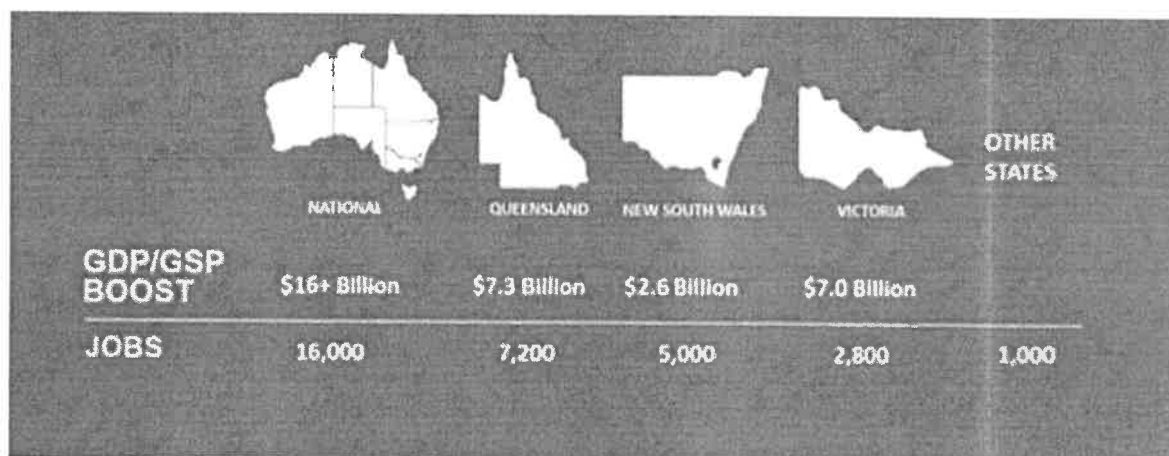 OTHER
STATES
NATIONAL QUEENSLAND NEW SOUTH WALES VICTORIA
GDP/GSP
BOOST $16+ Billion $7.3 Billion $2.6 Billion $7.0 Billion
JOBS 16,000 7,200 5,000 2,800 1,000